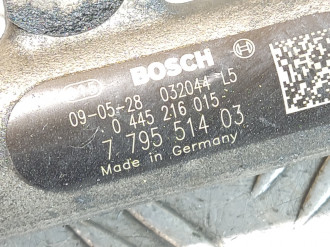 BOSCH
09-05-28 032044 L5
0 445 216 015
7 795 514 03
Made in Germany